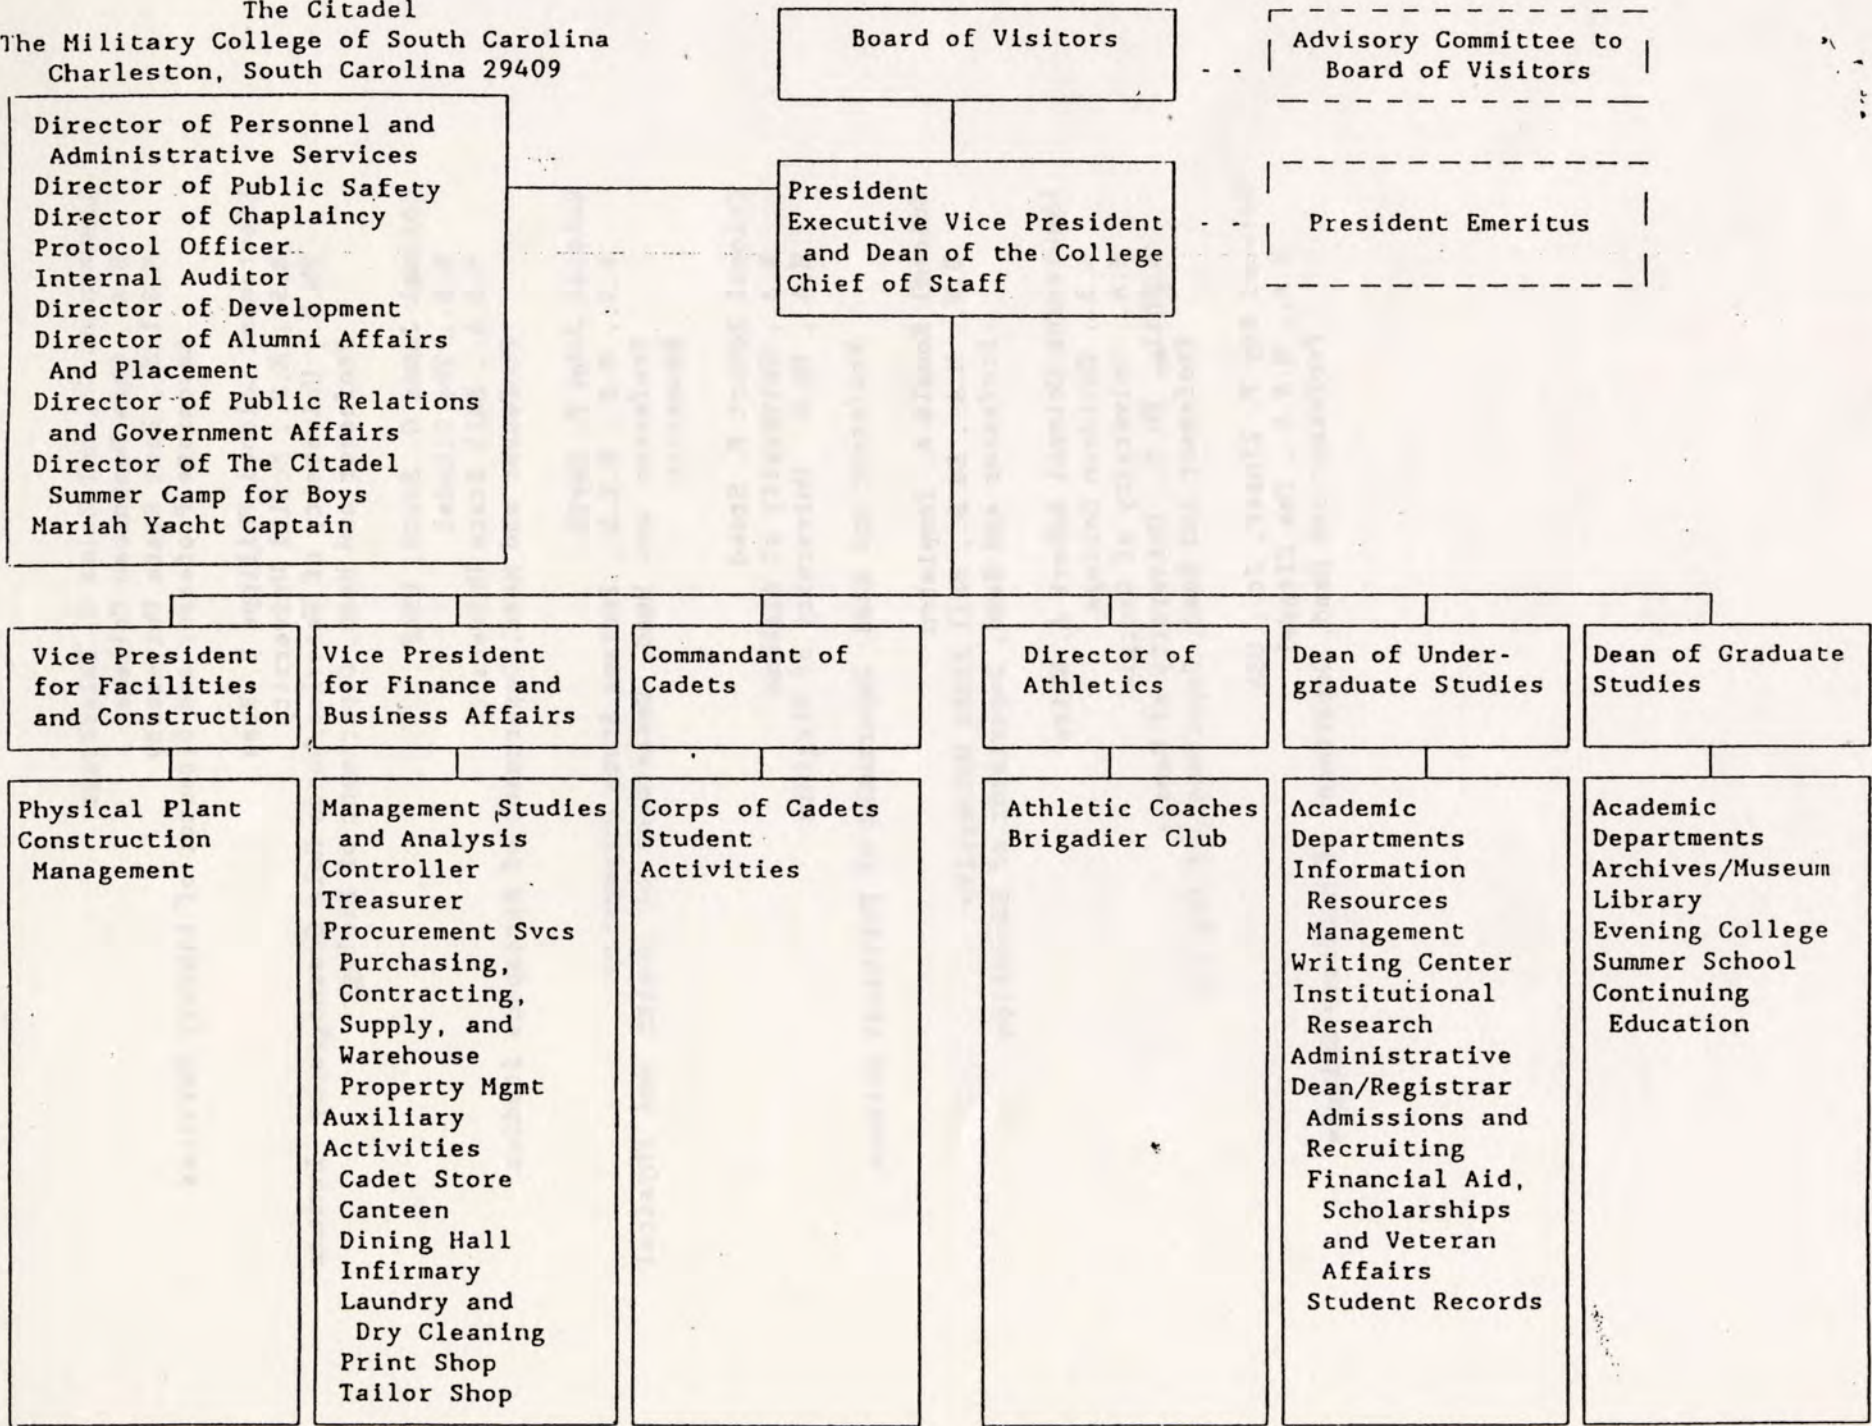 The Citadel
The Military College of South Carolina
Charleston, South Carolina 29409
Board of Visitors
Advisory Committee to
Board of Visitors
Director of Personnel and
Administrative Services
Director of Public Safety
Director of Chaplaincy
Protocol Officer
Internal Auditor
Director of Development
Director of Alumni Affairs
And Placement
Director of Public Relations
and Government Affairs
Director of The Citadel
Summer Camp for Boys
Mariah Yacht Captain
President
Executive Vice President
and Dean of the College
Chief of Staff
President Emeritus
Vice President
for Facilities
and Construction
Vice President
for Finance and
Business Affairs
Commandant of
Cadets
Director of
Athletics
Dean of Under-
graduate Studies
Dean of Graduate
Studies
Physical Plant
Construction
Management
Management Studies
and Analysis
Controller
Treasurer
Procurement Svcs
Purchasing,
Contracting,
Supply, and
Warehouse
Property Mgmt
Auxiliary
Activities
Cadet Store
Canteen
Dining Hall
Infirmary
Laundry and
Dry Cleaning
Print Shop
Tailor Shop
Corps of Cadets
Student
Activities
Athletic Coaches
Brigadier Club
Academic
Departments
Information
Resources
Management
Writing Center
Institutional
Research
Administrative
Dean/Registrar
Admissions and
Recruiting
Financial Aid,
Scholarships
and Veteran
Affairs
Student Records
Academic
Departments
Archives/Museum
Library
Evening College
Summer School
Continuing
Education